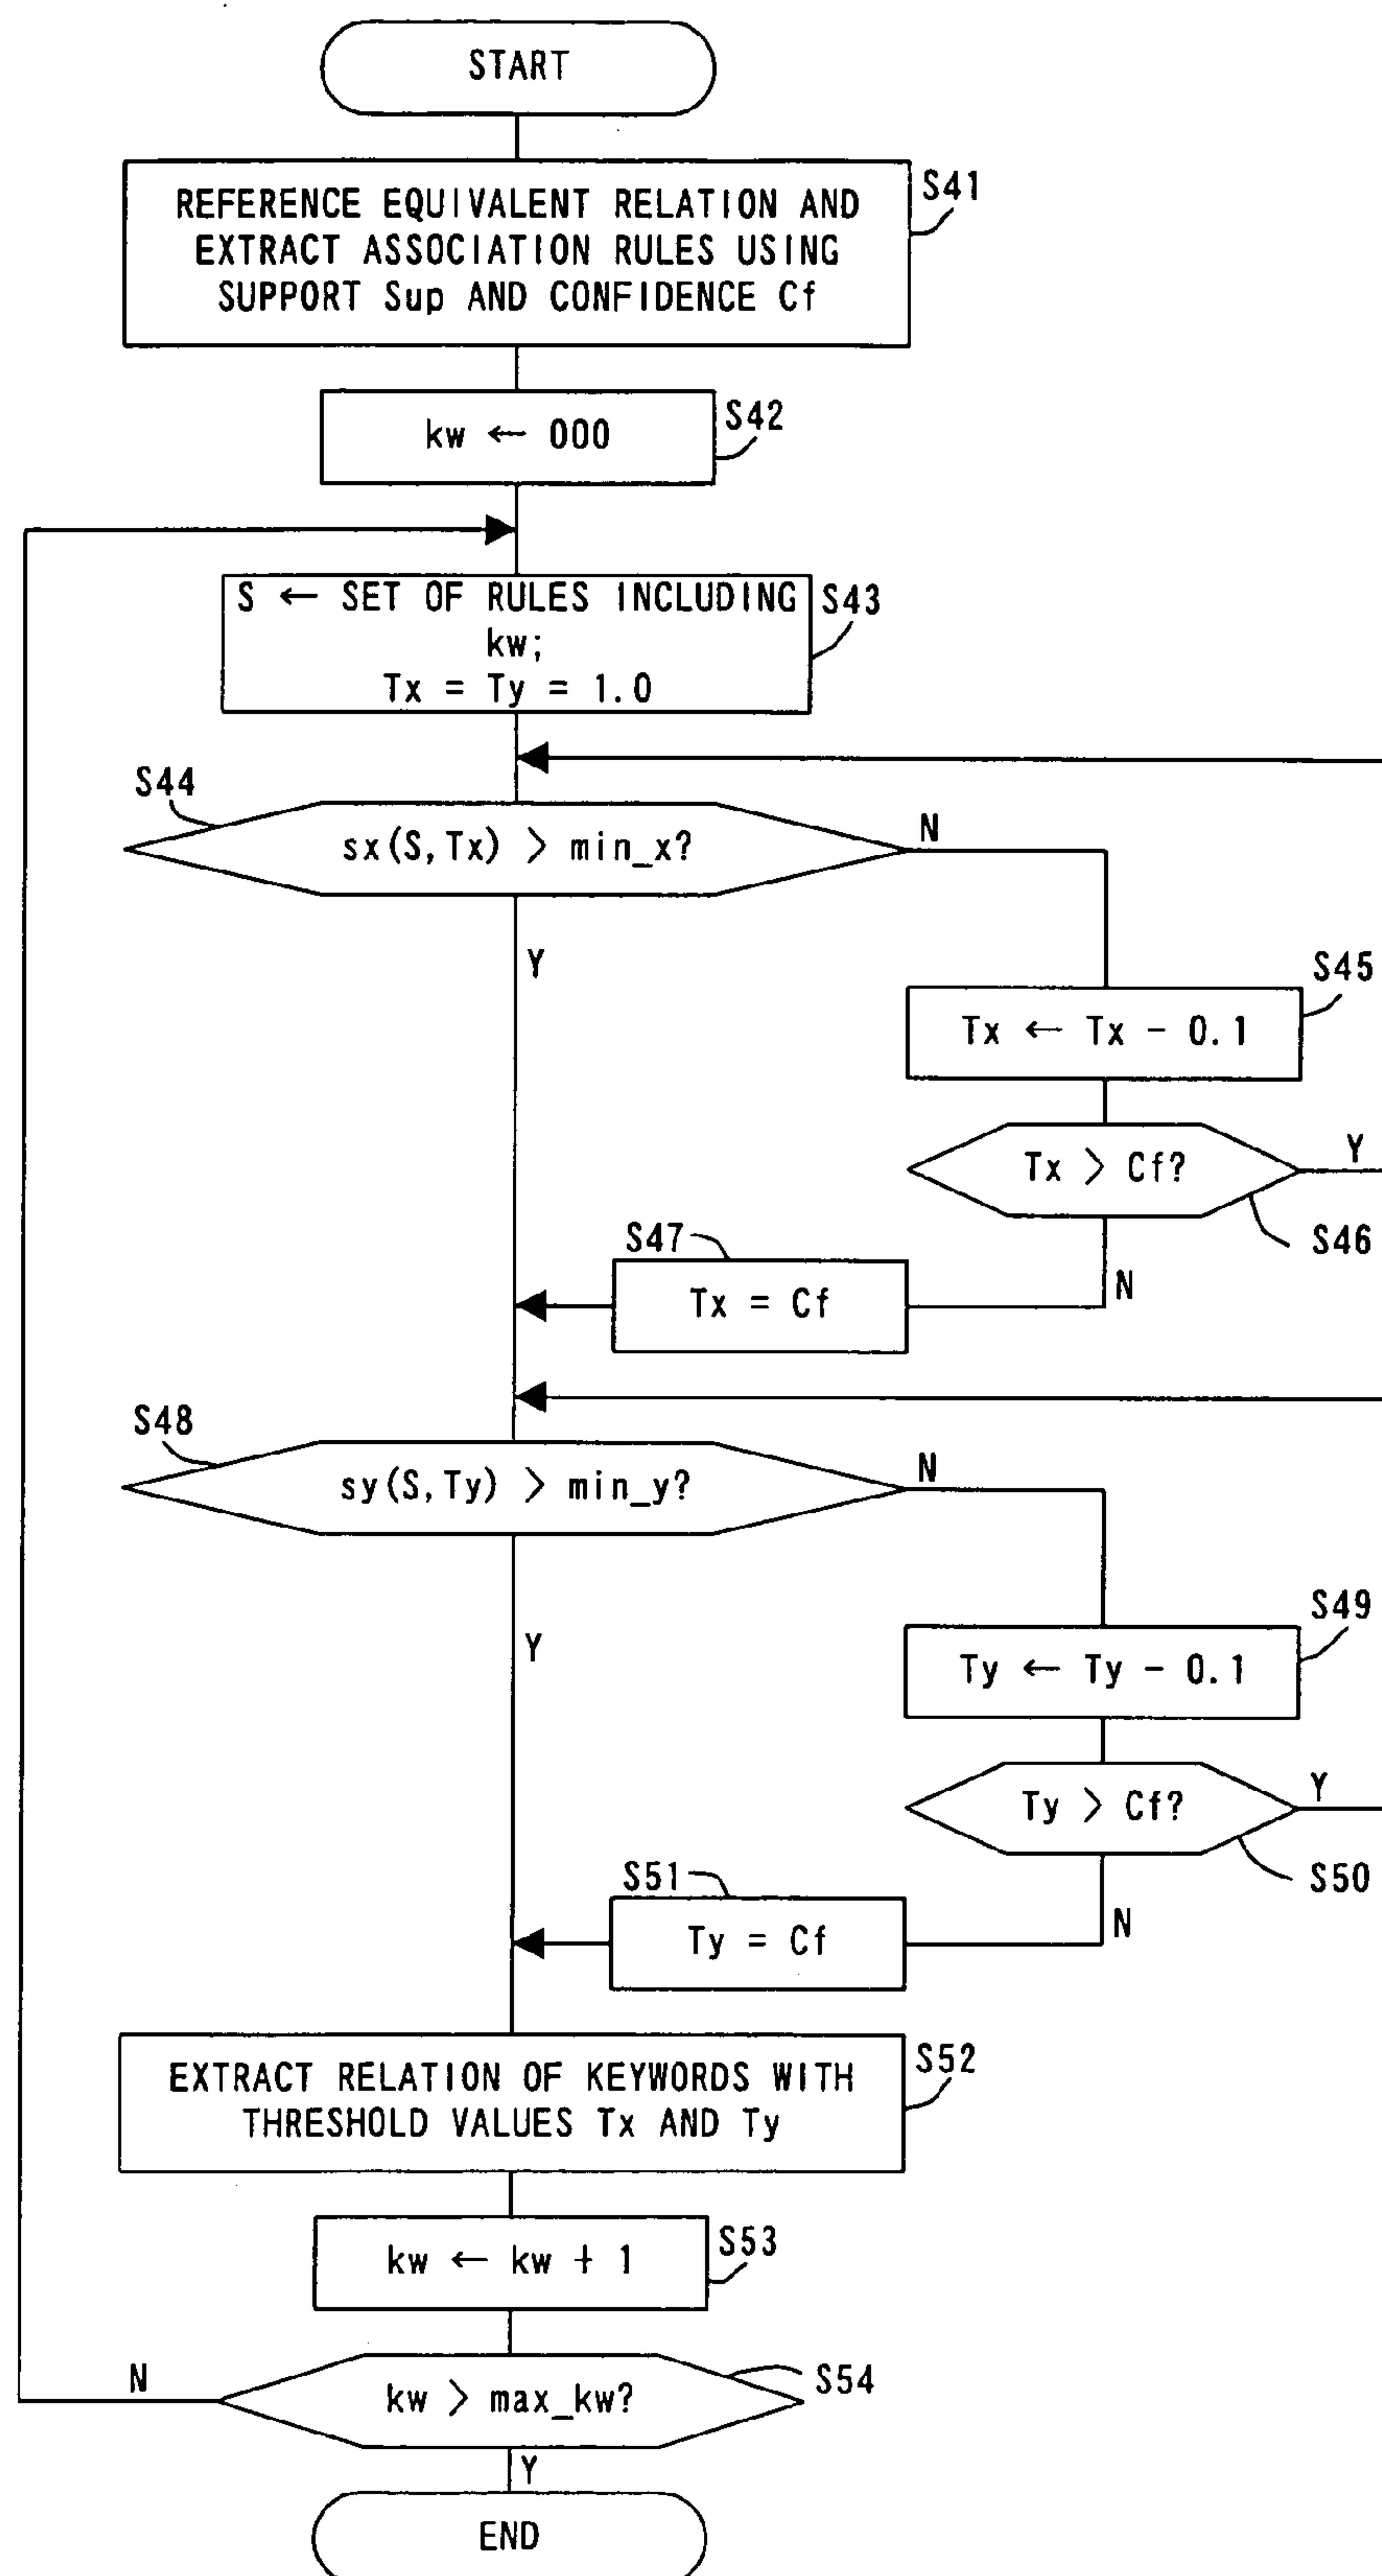 START
REFERENCE EQUIVALENT RELATION AND
EXTRACT ASSOCIATION RULES USING
SUPPORT Sup AND CONFIDENCE Cf
S41
kw ← 000
S42
S ← SET OF RULES INCLUDING
kw;
Tx = Ty = 1.0
S43
S44
sx(S,Tx) > min_x?
N
Y
S45
Tx ← Tx - 0.1
Tx > Cf?
Y
S46
N
S47
Tx = Cf
S48
sy(S,Ty) > min_y?
N
Y
S49
Ty ← Ty - 0.1
Ty > Cf?
Y
S50
N
S51
Ty = Cf
EXTRACT RELATION OF KEYWORDS WITH
THRESHOLD VALUES Tx AND Ty
S52
kw ← kw + 1
S53
N
kw > max_kw?
S54
Y
END